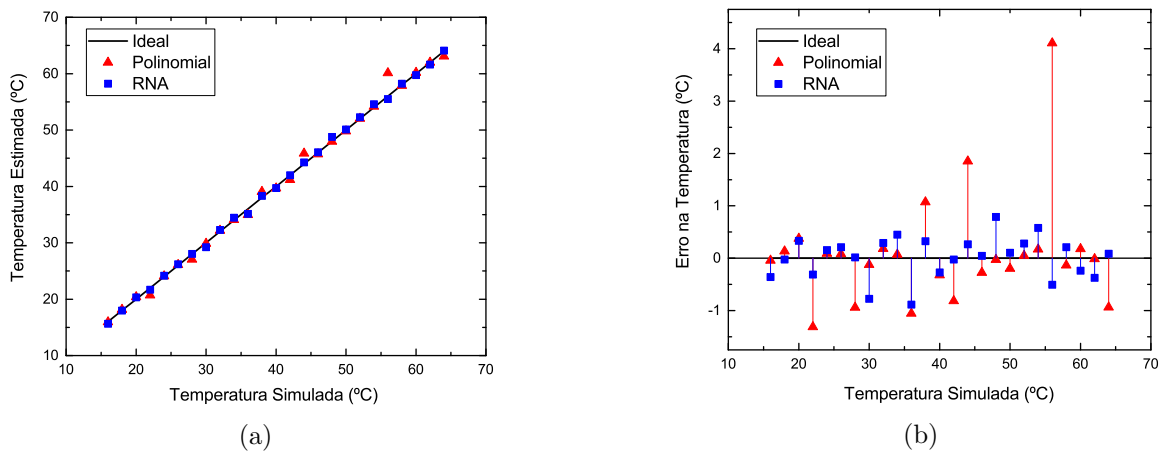 Ideal
Polinomial
RNA
Temperatura Estimada (ºC)
70
60
50
40
30
20
10
10
20
30
40
50
60
70
Temperatura Simulada (ºC)
(a)
Ideal
Polinomial
RNA
Erro na Temperatura (ºC)
4
3
2
1
0
-1
10
20
30
40
50
60
70
Temperatura Simulada (ºC)
(b)